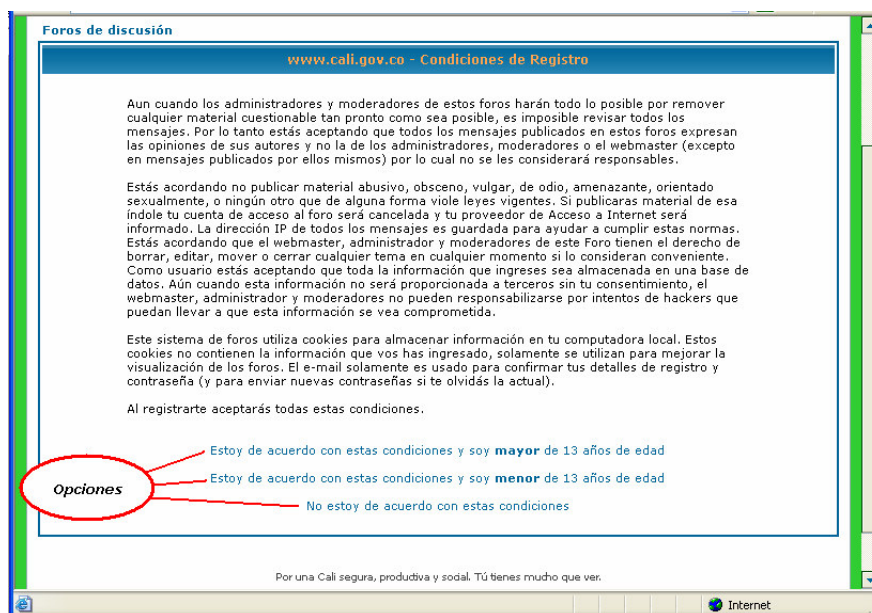 Foros de discusión
www.cali.gov.co - Condiciones de Registro
Aun cuando los administradores y moderadores de estos foros harán todo lo posible por remover
cualquier material cuestionable tan pronto como sea posible, es imposible revisar todos los
mensajes. Por lo tanto estás aceptando que todos los mensajes publicados en estos foros expresan
las opiniones de sus autores y no la de los administradores, moderadores o el webmaster (excepto
en mensajes publicados por ellos mismos) por lo cual no se les considerará responsables.
Estás acordando no publicar material abusivo, obsceno, vulgar, de odio, amenazante, orientado
sexualmente, o ningún otro que de alguna forma viole leyes vigentes. Si publicaras material de esa
índole tu cuenta de acceso al foro será cancelada y tu proveedor de Acceso a Internet será
informado. La dirección IP de todos los mensajes es guardada para ayudar a cumplir estas normas.
Estás acordando que el webmaster, administrador y moderadores de este Foro tienen el derecho de
borrar, editar, mover o cerrar cualquier tema en cualquier momento si lo consideran conveniente.
Como usuario estás aceptando que toda la información que ingreses sea almacenada en una base de
datos. Aún cuando esta información no será proporcionada a terceros sin tu consentimiento, el
webmaster, administrador y moderadores no pueden responsabilizarse por intentos de hackers que
puedan llevar a que esta información se vea comprometida.
Este sistema de foros utiliza cookies para almacenar información en tu computadora local. Estos
cookies no contienen la información que vos has ingresado, solamente se utilizan para mejorar la
visualización de los foros. El e-mail solamente es usado para confirmar tus detalles de registro y
contraseña (y para enviar nuevas contraseñas si te olvidás la actual).
Al registrarte aceptarás todas estas condiciones.
Estoy de acuerdo con estas condiciones y soy mayor de 13 años de edad
Estoy de acuerdo con estas condiciones y soy menor de 13 años de edad
Opciones
No estoy de acuerdo con estas condiciones
Por una Cali segura, productiva y social. Tú tienes mucho que ver.
Internet